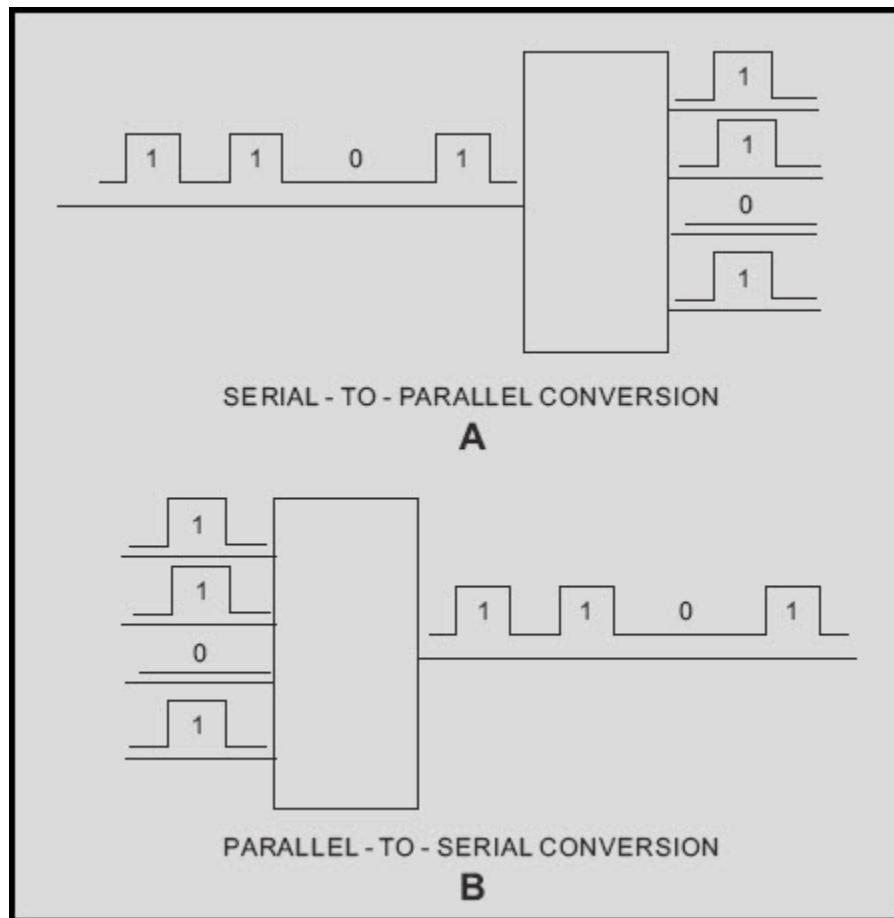 1
1 1 0 1
1
0
1
SERIAL - TO - PARALLEL CONVERSION
A
1
1
1 1 0 1
0
1
PARALLEL - TO - SERIAL CONVERSION
B